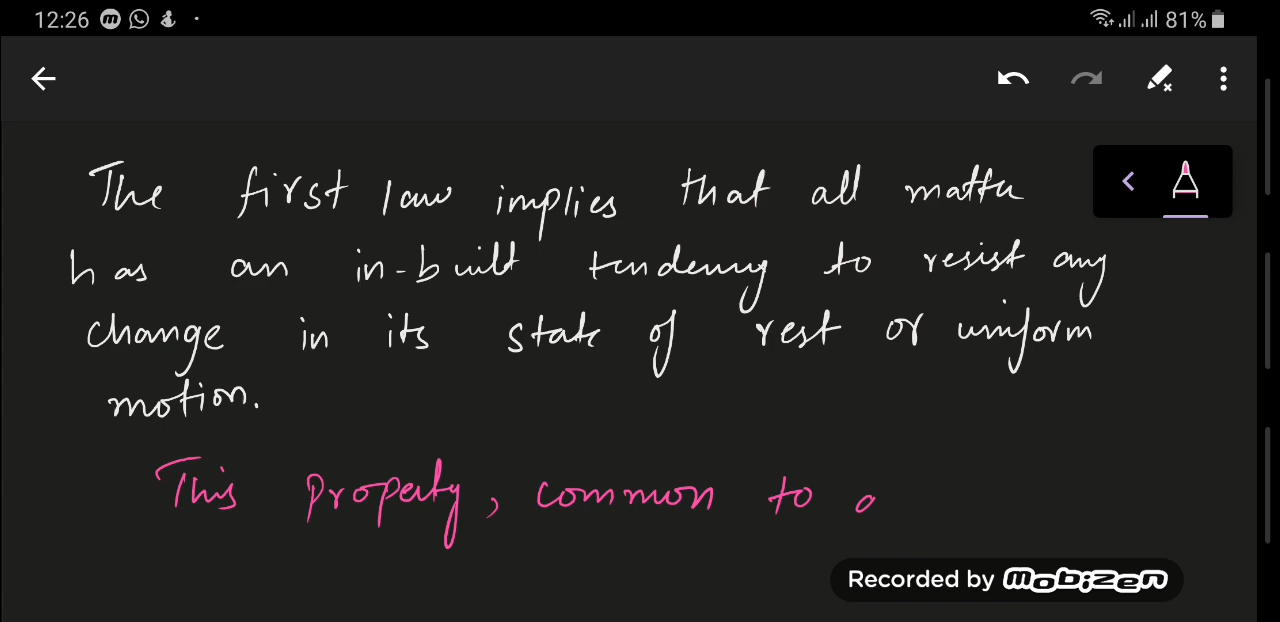 12:26
81%
The first law implies that all matter
has an in-built tendency to resist any
change in its state of rest or uniform
motion.
This property, common to a
Recorded by mobizen